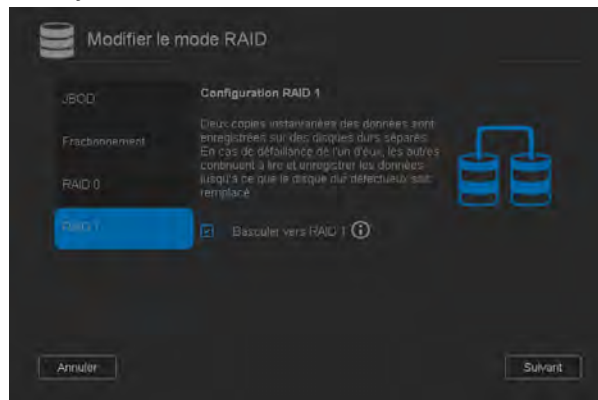 Modifier le mode RAID
JBOD
Fractionnement
RAID 0
RAID 1
Configuration RAID 1
Deux copies instantanées des données sont
enregistrées sur des disques durs séparés.
En cas de défaillance de l'un d'eux, les autres
continuent à lire et enregistrer les données
jusqu'à ce que le disque dur défectueux soit
remplacé
Basculer vers RAID 1
Annuler
Suivant